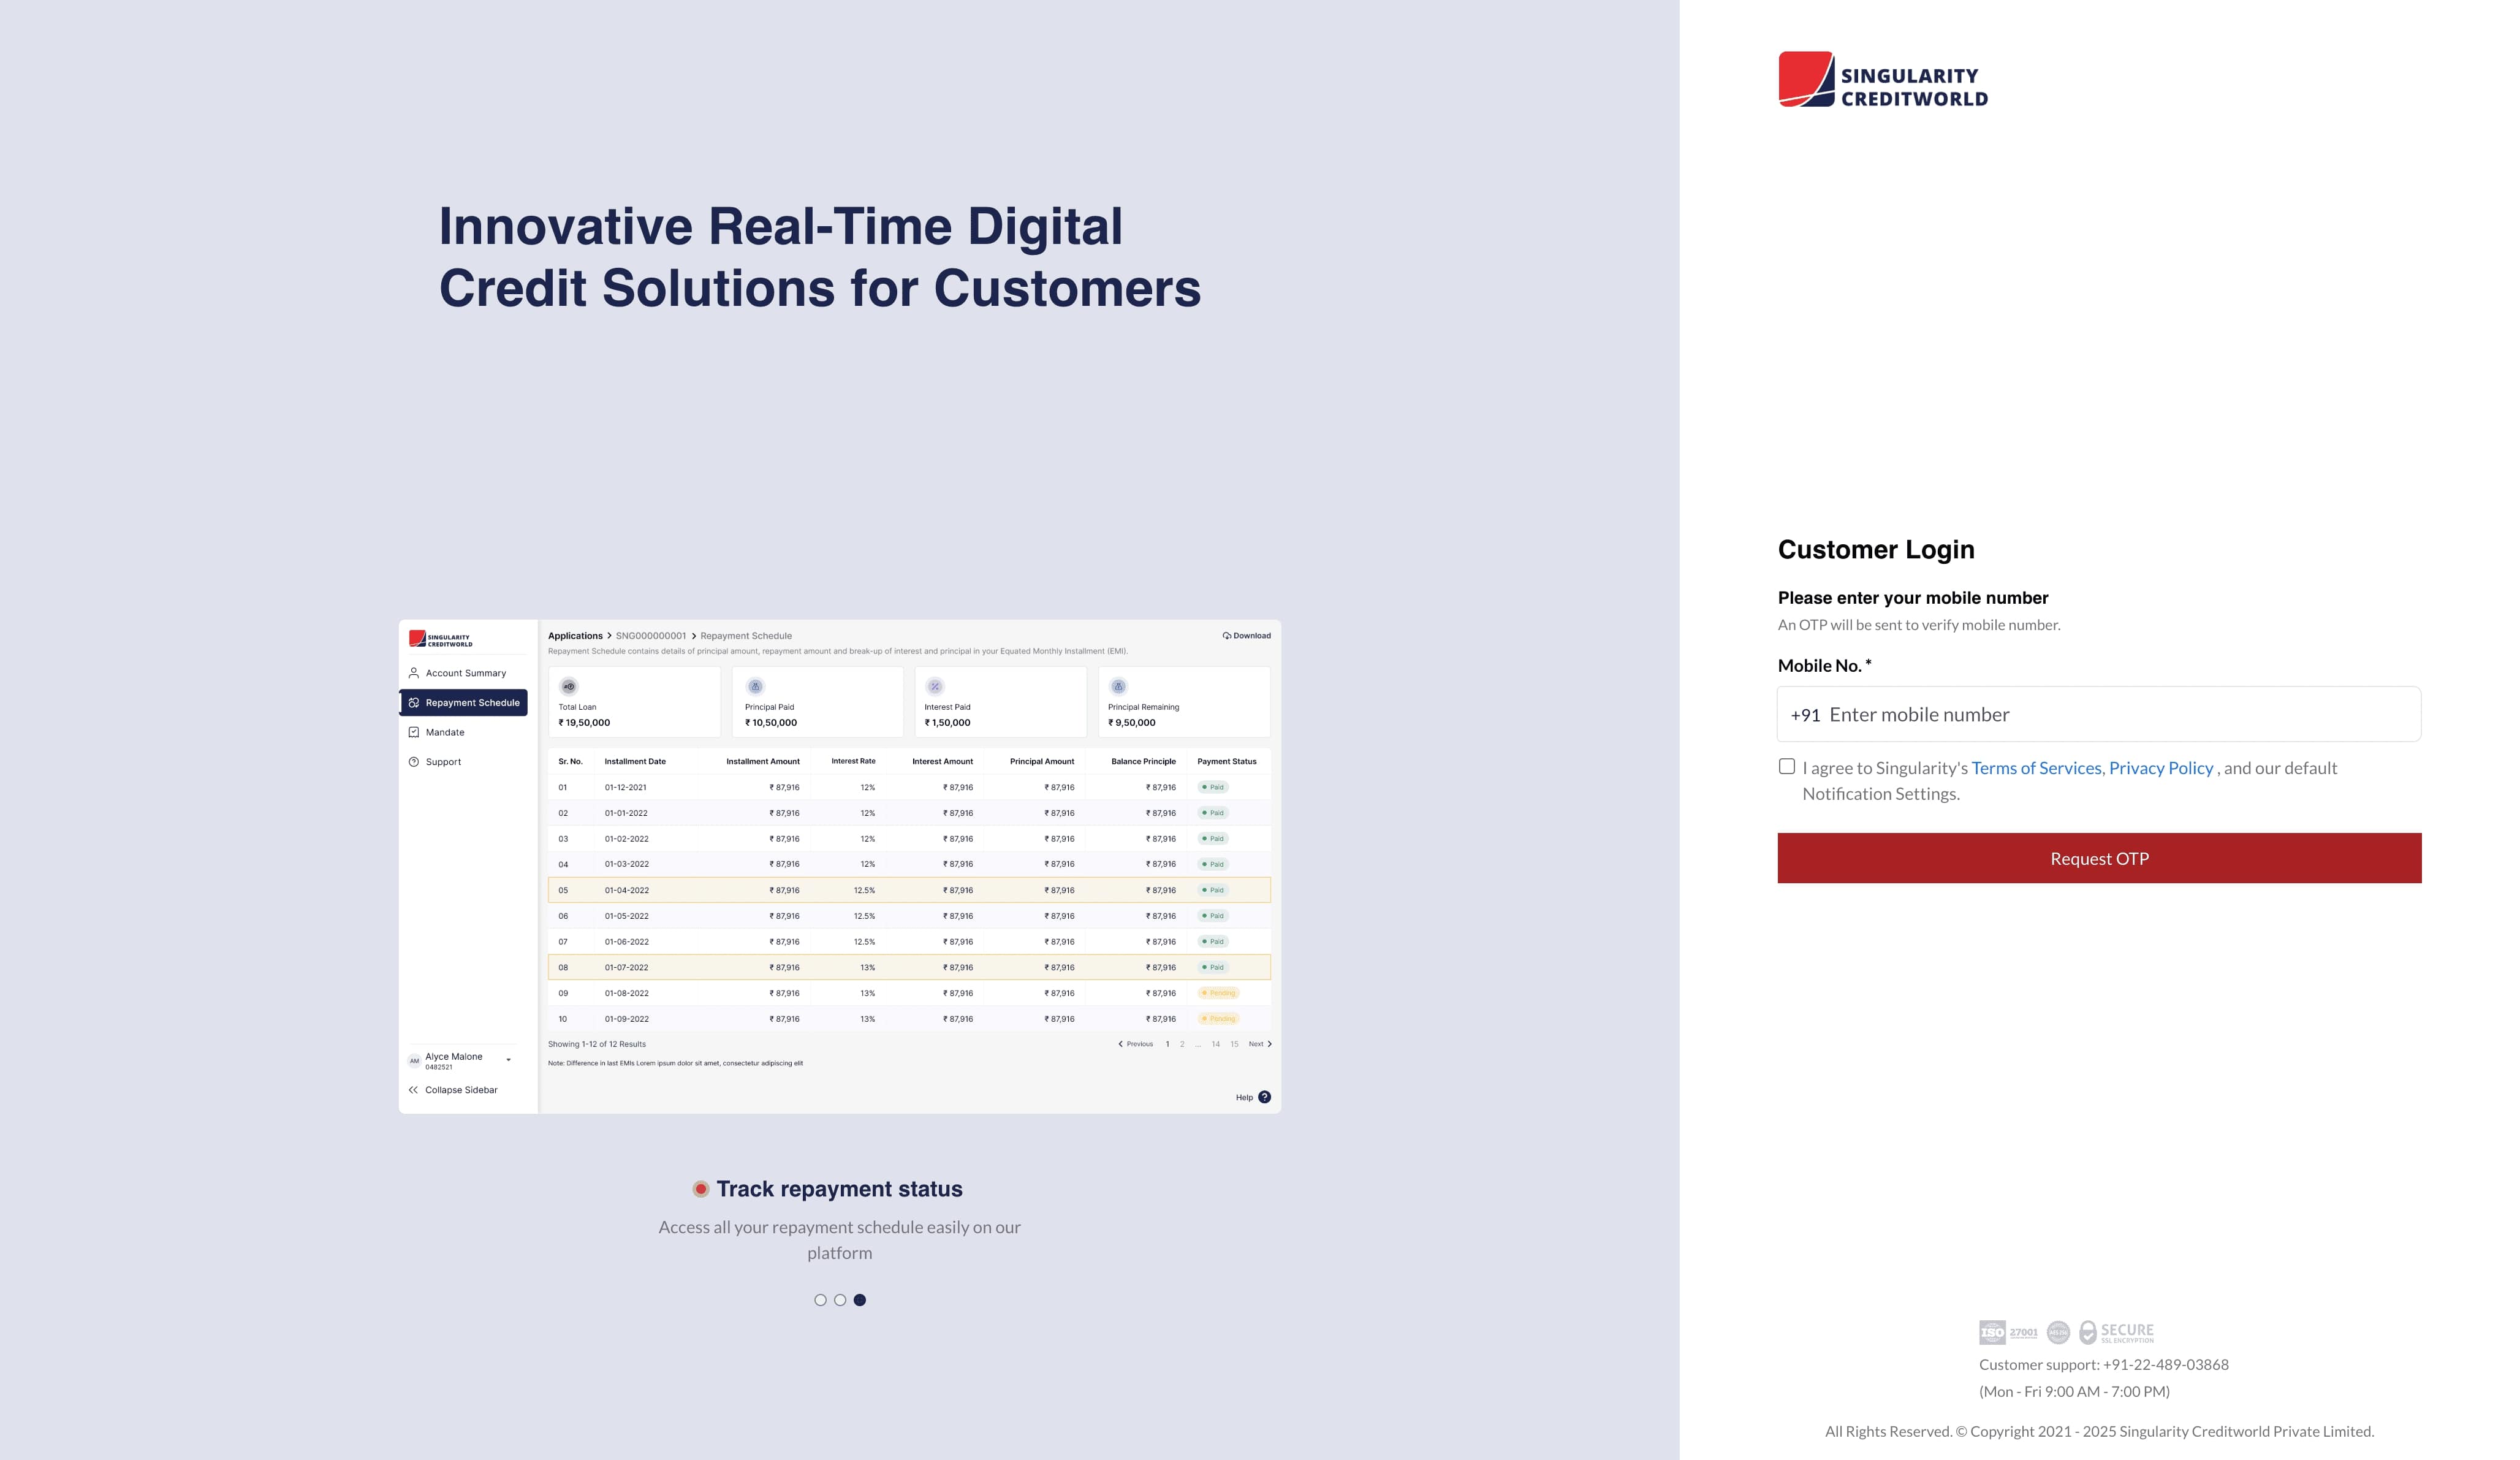 Innovative Real-Time Digital
Credit Solutions for Customers
SINGULARITY
CREDITWORLD
Account Summary
Repayment Schedule
Mandate
Support
Alyce Malone
AM
0482521
Collapse Sidebar
Applications > SNG000000001 > Repayment Schedule
Download
Repayment Schedule contains details of principal amount, repayment amount and break-up of interest and principal in your Equated Monthly Installment (EMI).
Total Loan
₹ 19,50,000
Principal Paid
₹ 10,50,000
Interest Paid
₹ 1,50,000
Principal Remaining
₹ 9,50,000
Sr. No. Installment Date Installment Amount Interest Rate Interest Amount Principal Amount Balance Principle Payment Status
01 01-12-2021 ₹ 87,916 12% ₹ 87,916 ₹ 87,916 ₹ 87,916 Paid
02 01-01-2022 ₹ 87,916 12% ₹ 87,916 ₹ 87,916 ₹ 87,916 Paid
03 01-02-2022 ₹ 87,916 12% ₹ 87,916 ₹ 87,916 ₹ 87,916 Paid
04 01-03-2022 ₹ 87,916 12% ₹ 87,916 ₹ 87,916 ₹ 87,916 Paid
05 01-04-2022 ₹ 87,916 12.5% ₹ 87,916 ₹ 87,916 ₹ 87,916 Paid
06 01-05-2022 ₹ 87,916 12.5% ₹ 87,916 ₹ 87,916 ₹ 87,916 Paid
07 01-06-2022 ₹ 87,916 12.5% ₹ 87,916 ₹ 87,916 ₹ 87,916 Paid
08 01-07-2022 ₹ 87,916 13% ₹ 87,916 ₹ 87,916 ₹ 87,916 Paid
09 01-08-2022 ₹ 87,916 13% ₹ 87,916 ₹ 87,916 ₹ 87,916 Pending
10 01-09-2022 ₹ 87,916 13% ₹ 87,916 ₹ 87,916 ₹ 87,916 Pending
Showing 1-12 of 12 Results
Previous 1 2 ... 14 15 Next
Note: Difference in last EMIs Lorem ipsum dolor sit amet, consectetur adipiscing elit
Help ?
Track repayment status
Access all your repayment schedule easily on our
platform
SINGULARITY
CREDITWORLD
Customer Login
Please enter your mobile number
An OTP will be sent to verify mobile number.
Mobile No. *
+91 Enter mobile number
I agree to Singularity's Terms of Services, Privacy Policy , and our default
Notification Settings.
Request OTP
ISO 27001
SECURE
SSL ENCRYPTION
Customer support: +91-22-489-03868
(Mon - Fri 9:00 AM - 7:00 PM)
All Rights Reserved. © Copyright 2021 - 2025 Singularity Creditworld Private Limited.